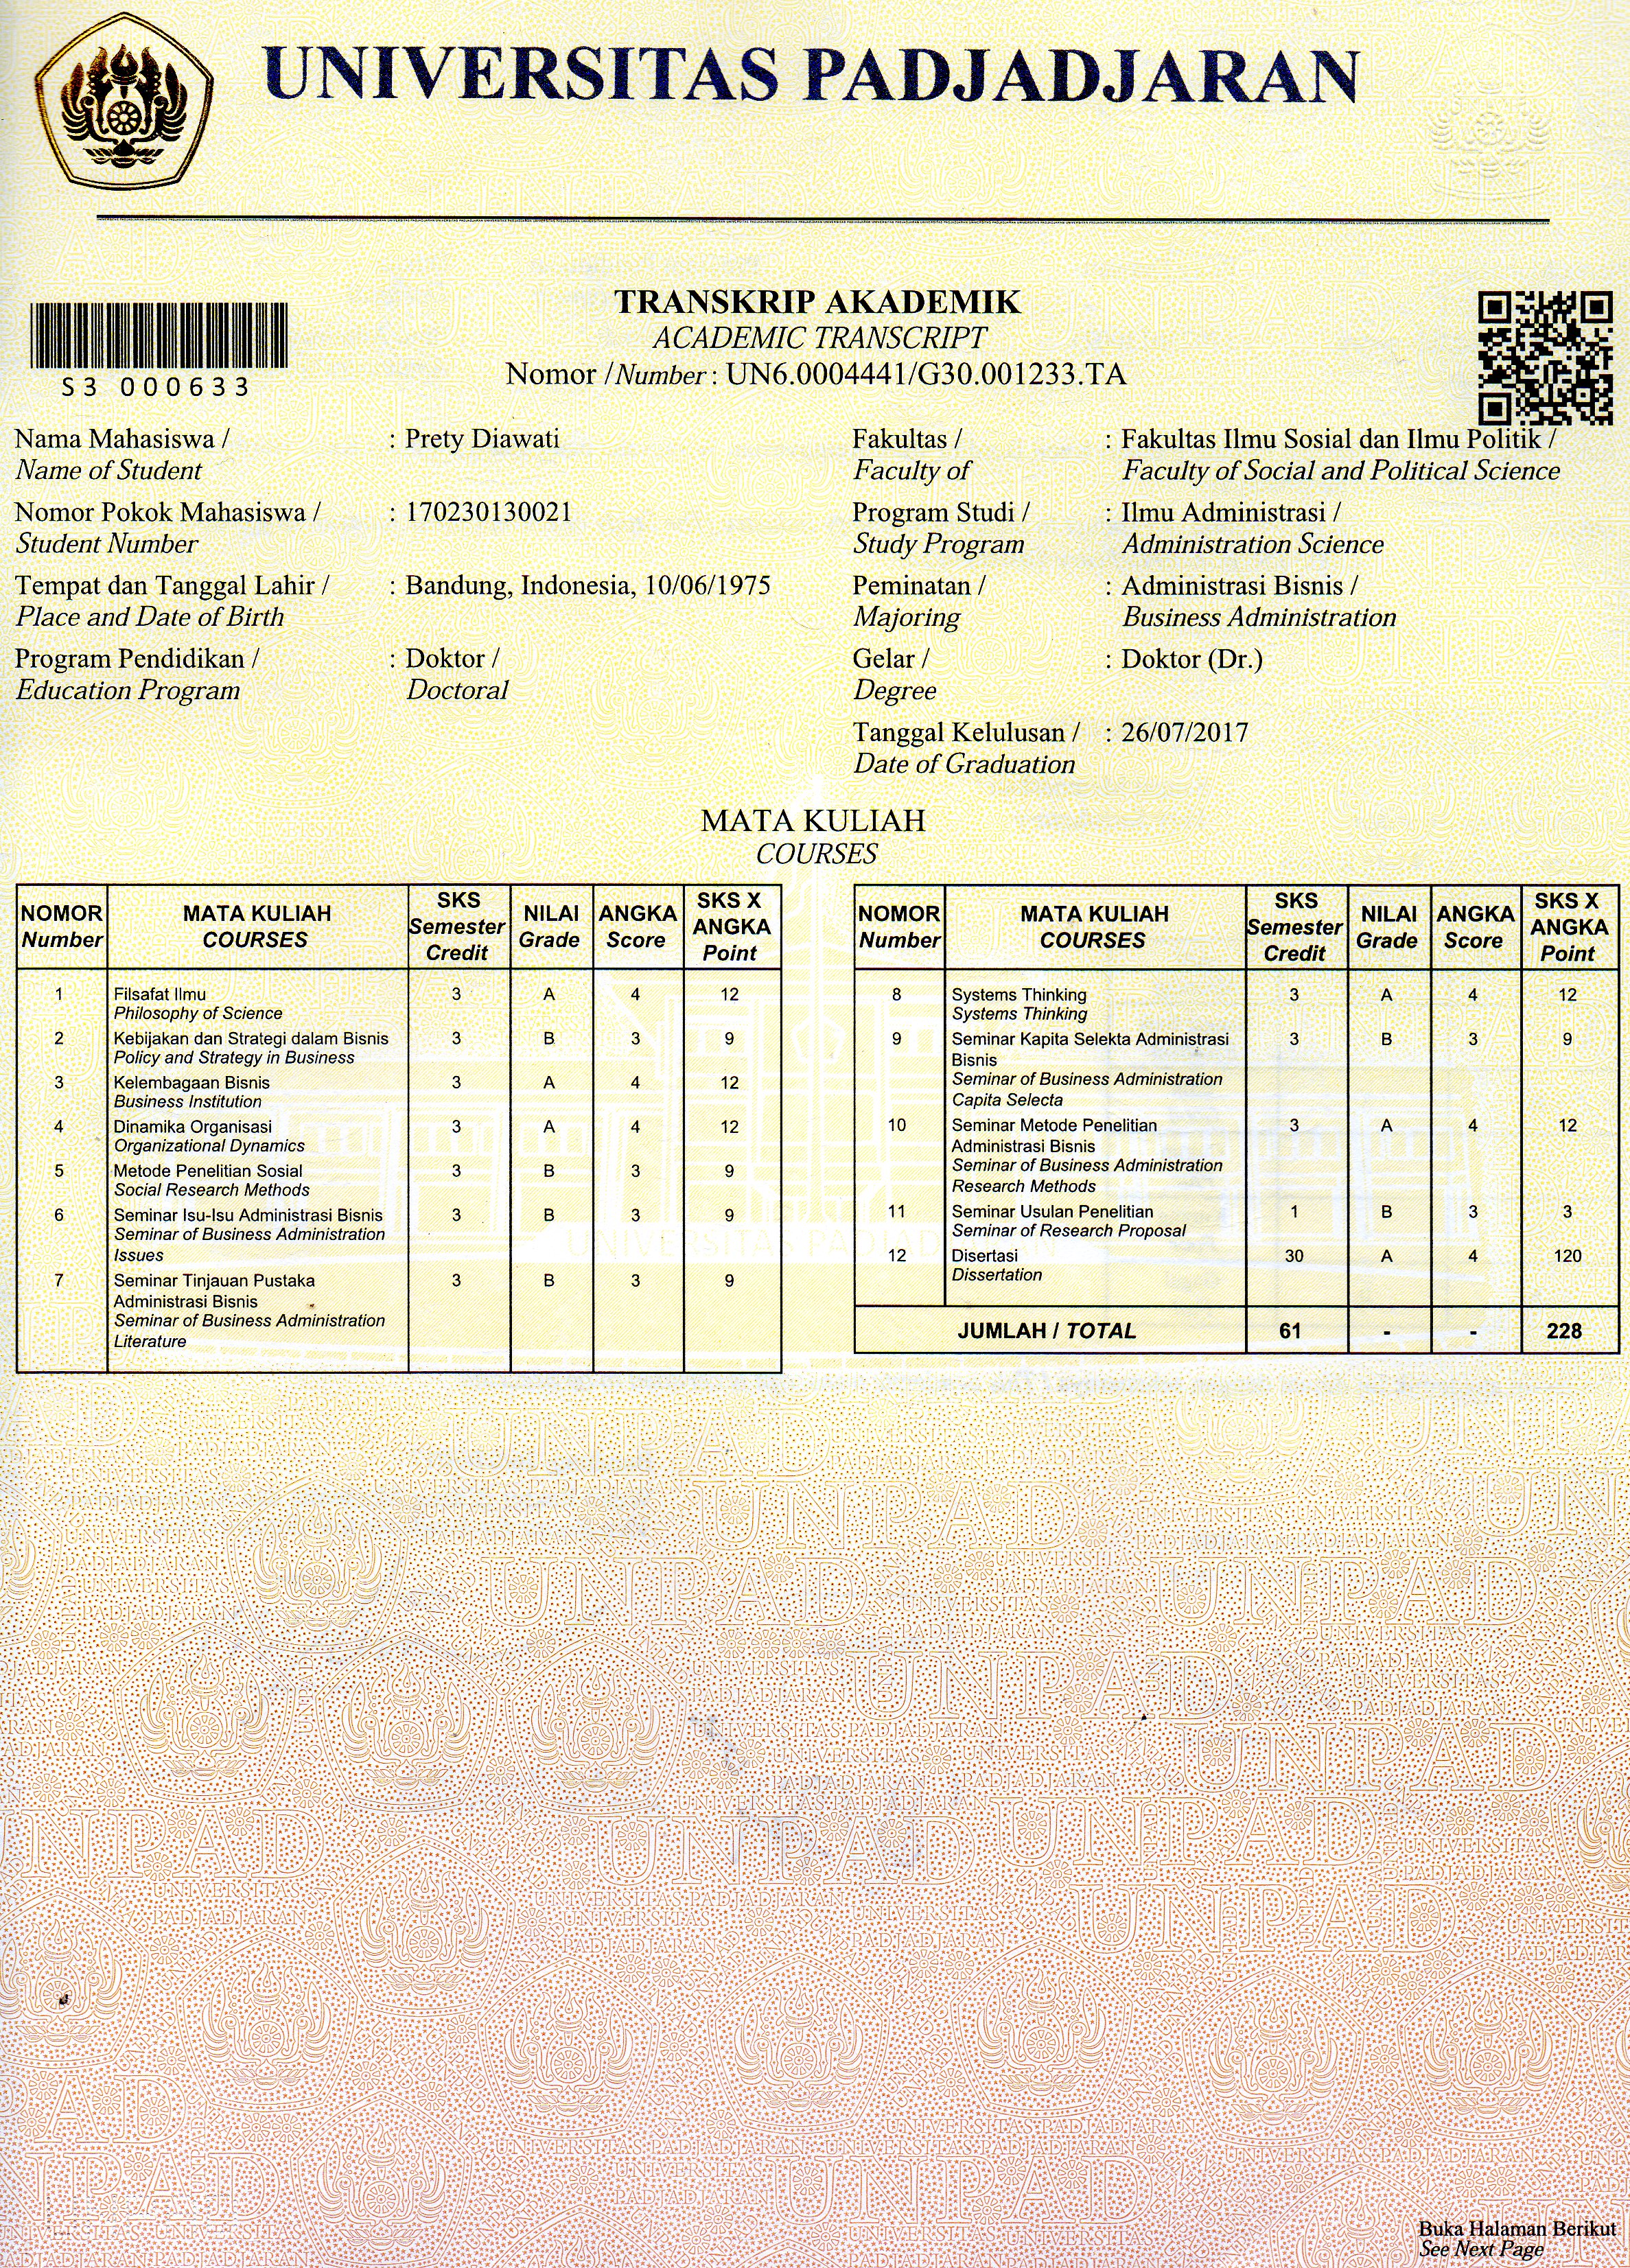 UNIVERSITAS PADJADJARAN
TRANSKRIP AKADEMIK
ACADEMIC TRANSCRIPT
Nomor /Number : UN6.0004441/G30.001233.TA
S3 000633
Nama Mahasiswa / : Prety Diawati
Name of Student
Nomor Pokok Mahasiswa / : 170230130021
Student Number
Tempat dan Tanggal Lahir / : Bandung, Indonesia, 10/06/1975
Place and Date of Birth
Program Pendidikan / : Doktor /
Education Program Doctoral
Fakultas / : Fakultas Ilmu Sosial dan Ilmu Politik /
Faculty of Faculty of Social and Political Science
Program Studi / : Ilmu Administrasi /
Study Program Administration Science
Peminatan / : Administrasi Bisnis /
Majoring Business Administration
Gelar / : Doktor (Dr.)
Degree
Tanggal Kelulusan / : 26/07/2017
Date of Graduation
MATA KULIAH
COURSES
NOMOR Number MATA KULIAH COURSES SKS Semester Credit NILAI Grade ANGKA Score SKS X ANGKA Point
1 Filsafat Ilmu 3 A 4 12
Philosophy of Science
2 Kebijakan dan Strategi dalam Bisnis 3 B 3 9
Policy and Strategy in Business
3 Kelembagaan Bisnis 3 A 4 12
Business Institution
4 Dinamika Organisasi 3 A 4 12
Organizational Dynamics
5 Metode Penelitian Sosial 3 B 3 9
Social Research Methods
6 Seminar Isu-Isu Administrasi Bisnis 3 B 3 9
Seminar of Business Administration
Issues
7 Seminar Tinjauan Pustaka 3 B 3 9
Administrasi Bisnis
Seminar of Business Administration
Literature
NOMOR Number MATA KULIAH COURSES SKS Semester Credit NILAI Grade ANGKA Score SKS X ANGKA Point
8 Systems Thinking 3 A 4 12
Systems Thinking
9 Seminar Kapita Selekta Administrasi 3 B 3 9
Bisnis
Seminar of Business Administration
Capita Selecta
10 Seminar Metode Penelitian 3 A 4 12
Administrasi Bisnis
Seminar of Business Administration
Research Methods
11 Seminar Usulan Penelitian 1 B 3 3
Seminar of Research Proposal
12 Disertasi 30 A 4 120
Dissertation
JUMLAH / TOTAL 61 - - 228
Buka Halaman Berikut
See Next Page